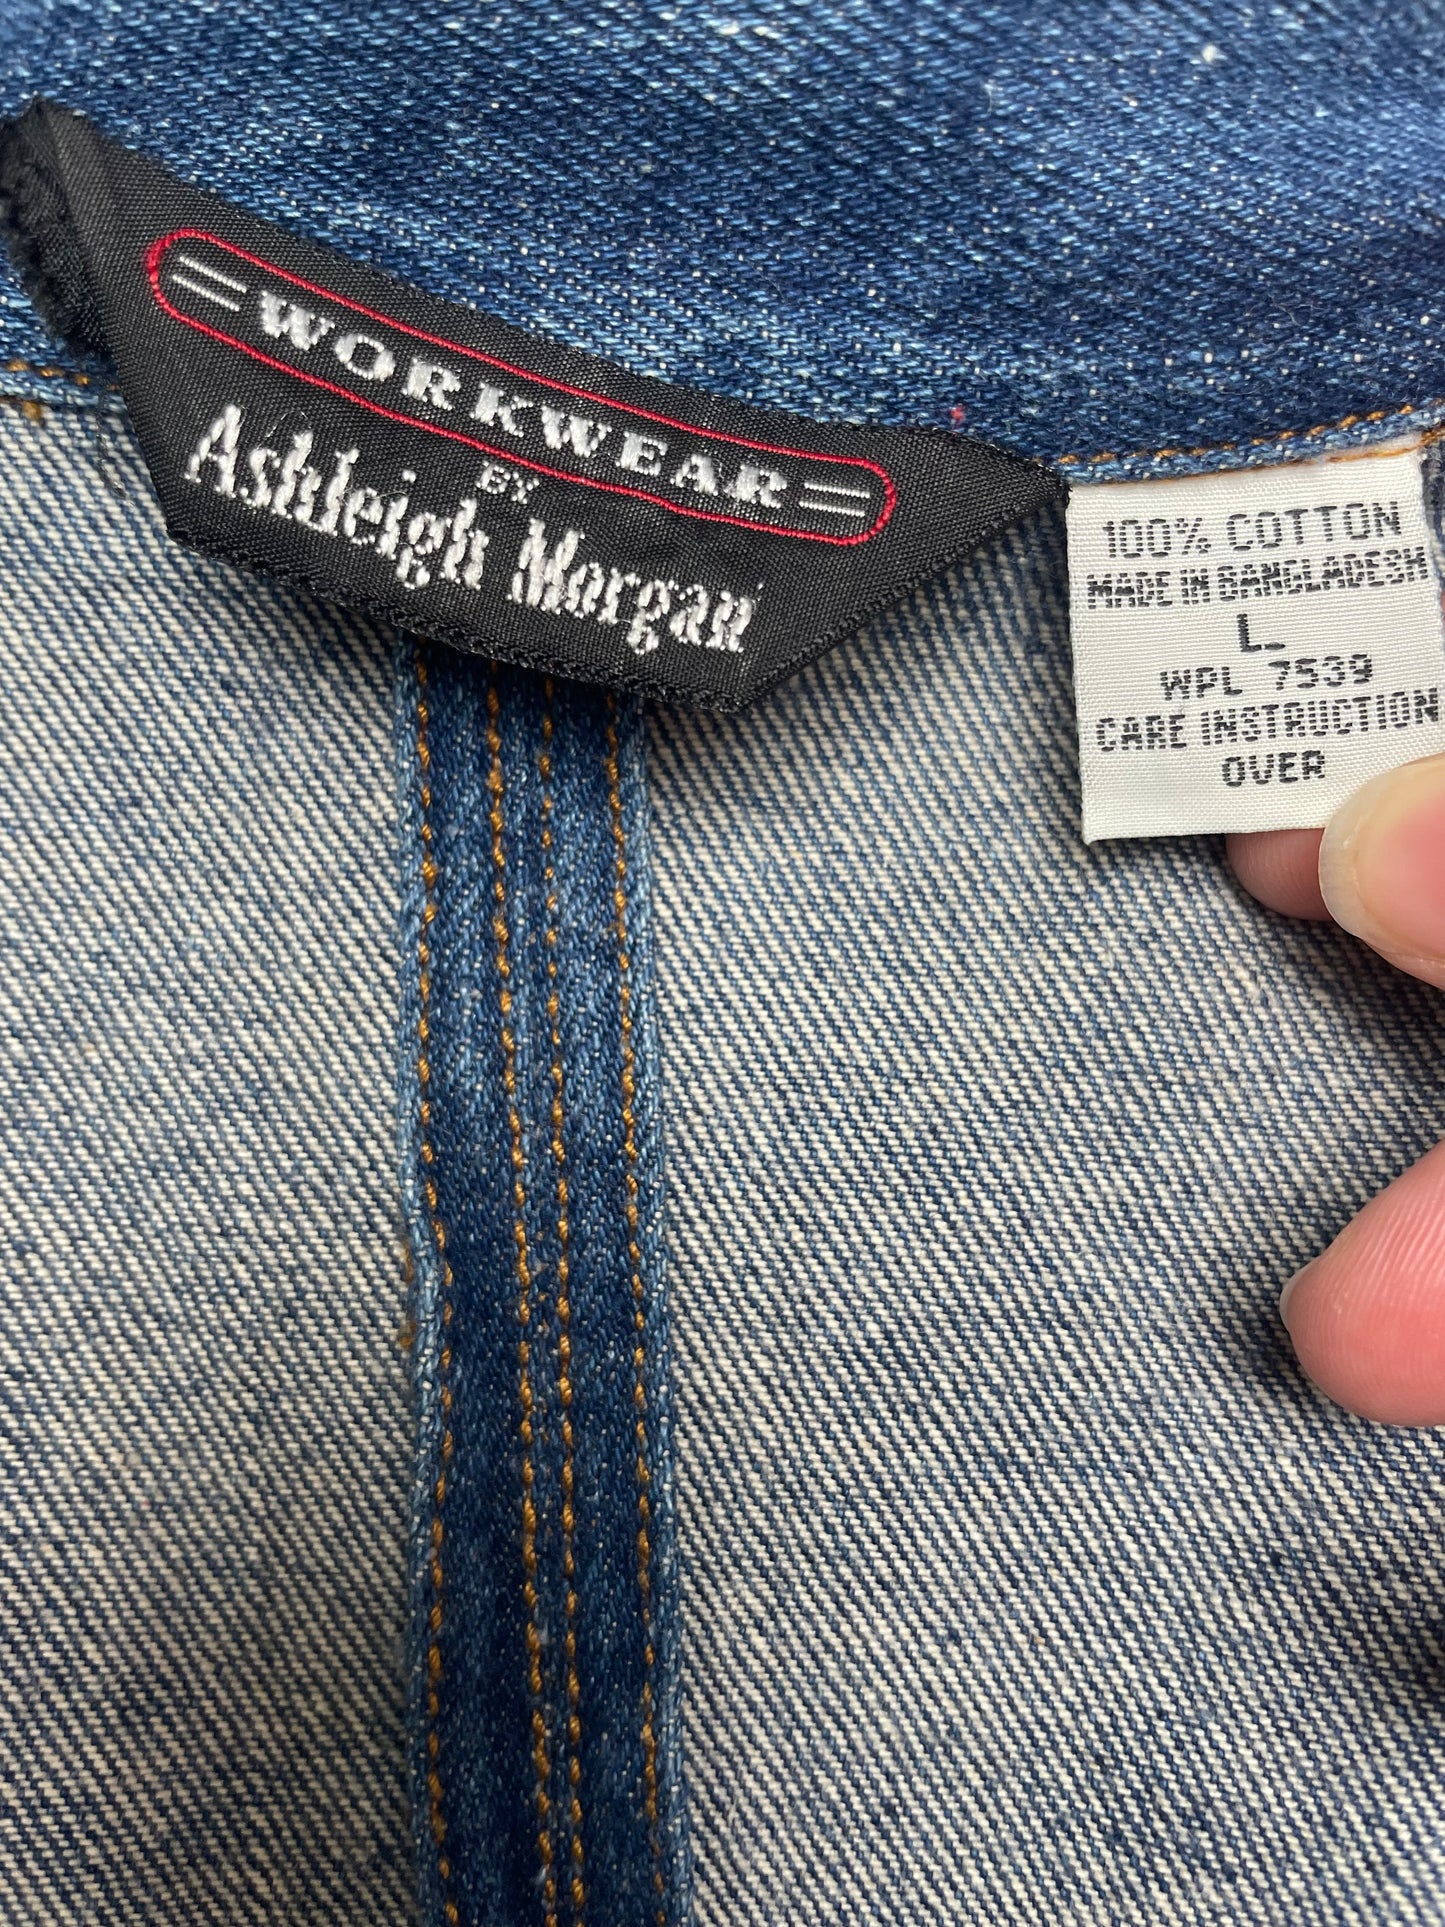 WORKWEAR
BY
Ashleigh Morgan
100% COTTON
MADE IN BANGLADESH
L
WPL 7539
CARE INSTRUCTION
OVER